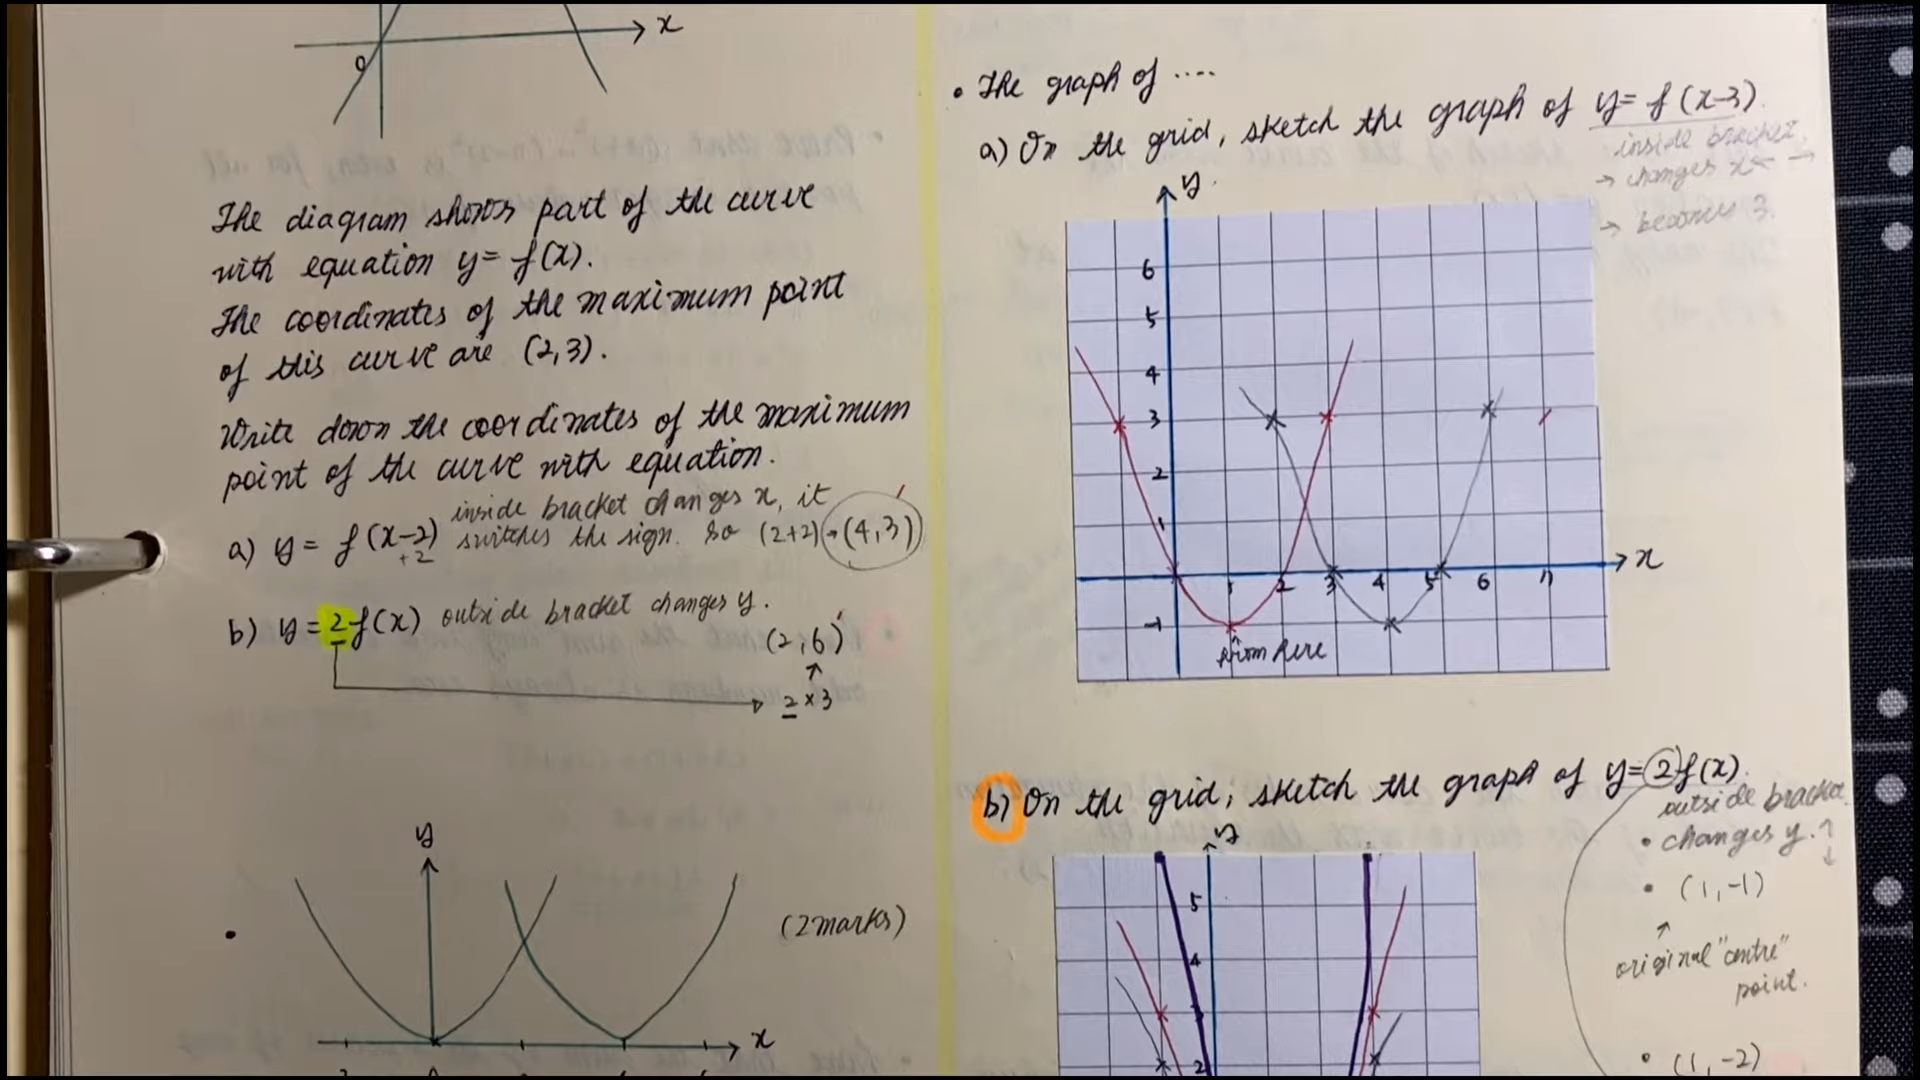 x
0
The diagram shows part of the curve
with equation y= f(x).
The coordinates of the maximum point
of this curve are (2,3).
Write down the coordinates of the maximum
point of the curve with equation.
inside bracket changes x, it
a) y = f(x-2) switches the sign. So (2+2) → (4,3)
+2
b) y = 2f(x) outside bracket changes y.
(2,6)
2 × 3
y
(2 marks)
x
• The graph of ....
a) On the grid, sketch the graph of y= f(x-3).
inside bracket.
→ changes x ← →
→ becomes 3.
y
6
5
4
3
2
1
1 2 3 4 5 6 7 x
-1
from here
b) On the grid, sketch the graph of y= 2f(x).
outside bracket
• changes y. ↑
↓
• (1,-1)
↑
original "centre"
point.
• (1,-2)
y
5
4
2